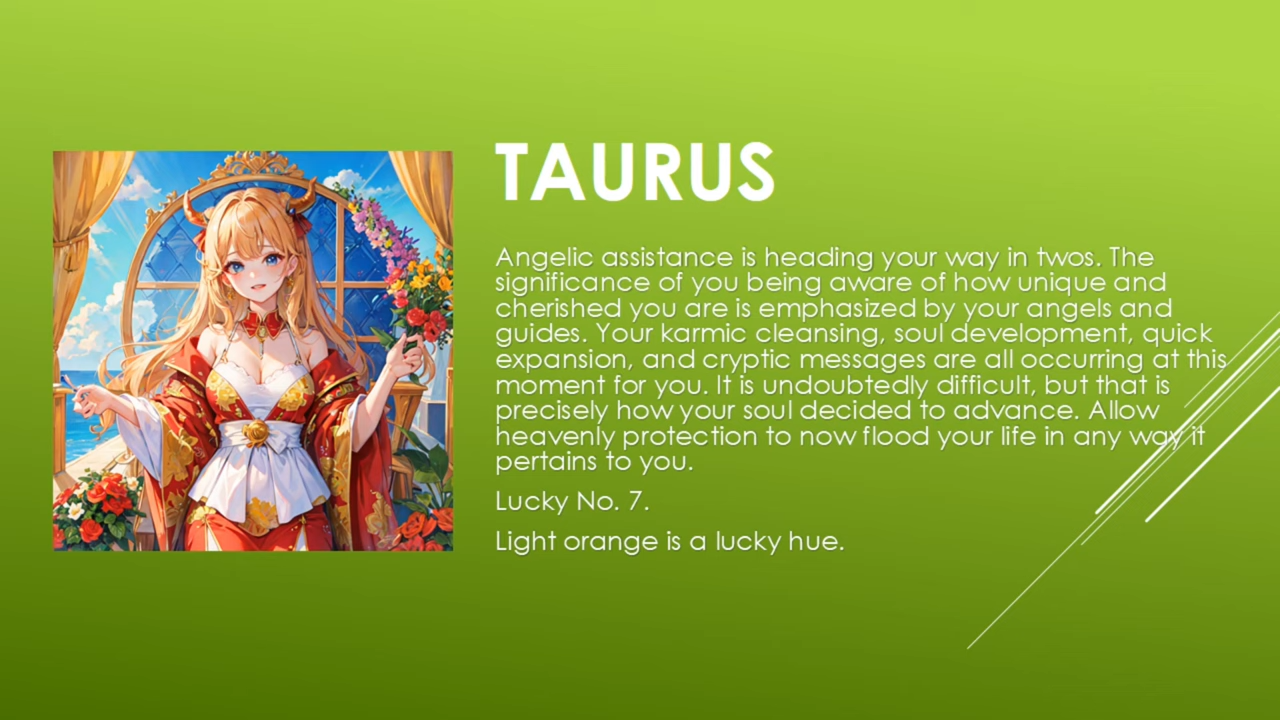 TAURUS
Angelic assistance is heading your way in twos. The
significance of you being aware of how unique and
cherished you are is emphasized by your angels and
guides. Your karmic cleansing, soul development, quick
expansion, and cryptic messages are all occurring at this
moment for you. It is undoubtedly difficult, but that is
precisely how your soul decided to advance. Allow
heavenly protection to now flood your life in any way it
pertains to you.
Lucky No. 7.
Light orange is a lucky hue.